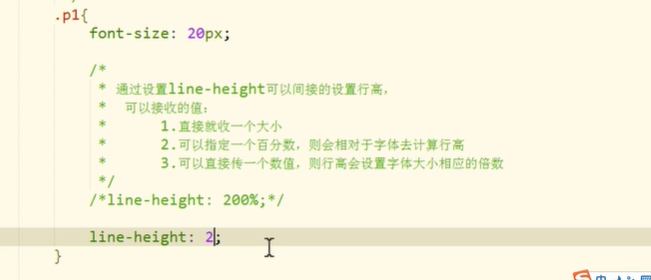 .p1{
font-size: 20px;
/*
* 通过设置line-height可以间接的设置行高，
* 可以接收的值：
* 1.直接就收一个大小
* 2.可以指定一个百分数，则会相对于字体去计算行高
* 3.可以直接传一个数值，则行高会设置字体大小相应的倍数
*/
/*line-height: 200%;*/
line-height: 2;
}